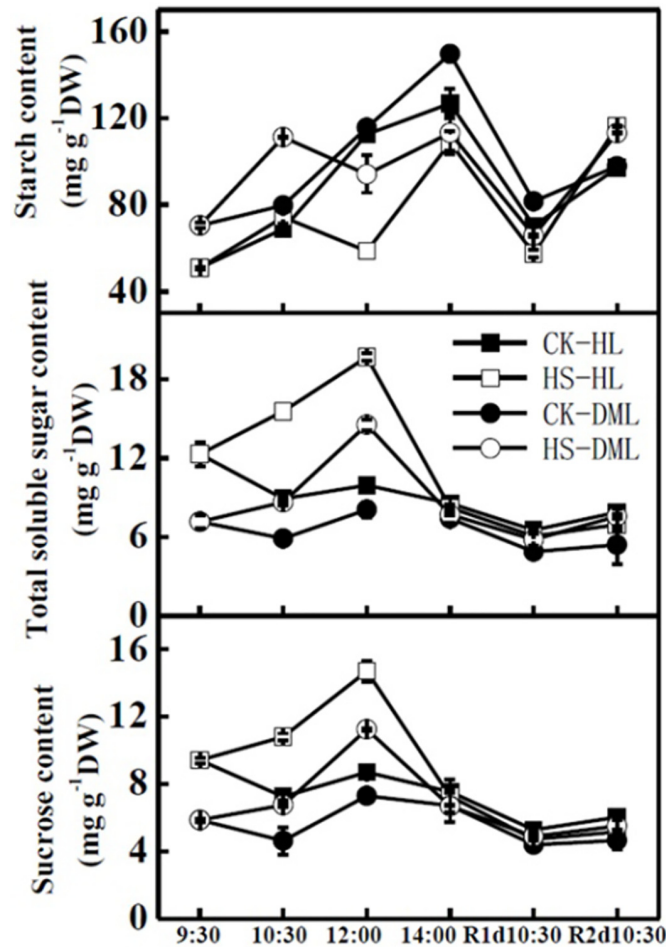 Starch content
(mg g-1DW)
160
120
80
40
Total soluble sugar content
(mg g-1DW)
18
12
6
0
CK-HL
HS-HL
CK-DML
HS-DML
Sucrose content
(mg g-1DW)
16
12
8
4
0
9:30 10:30 12:00 14:00 R1d10:30 R2d10:30